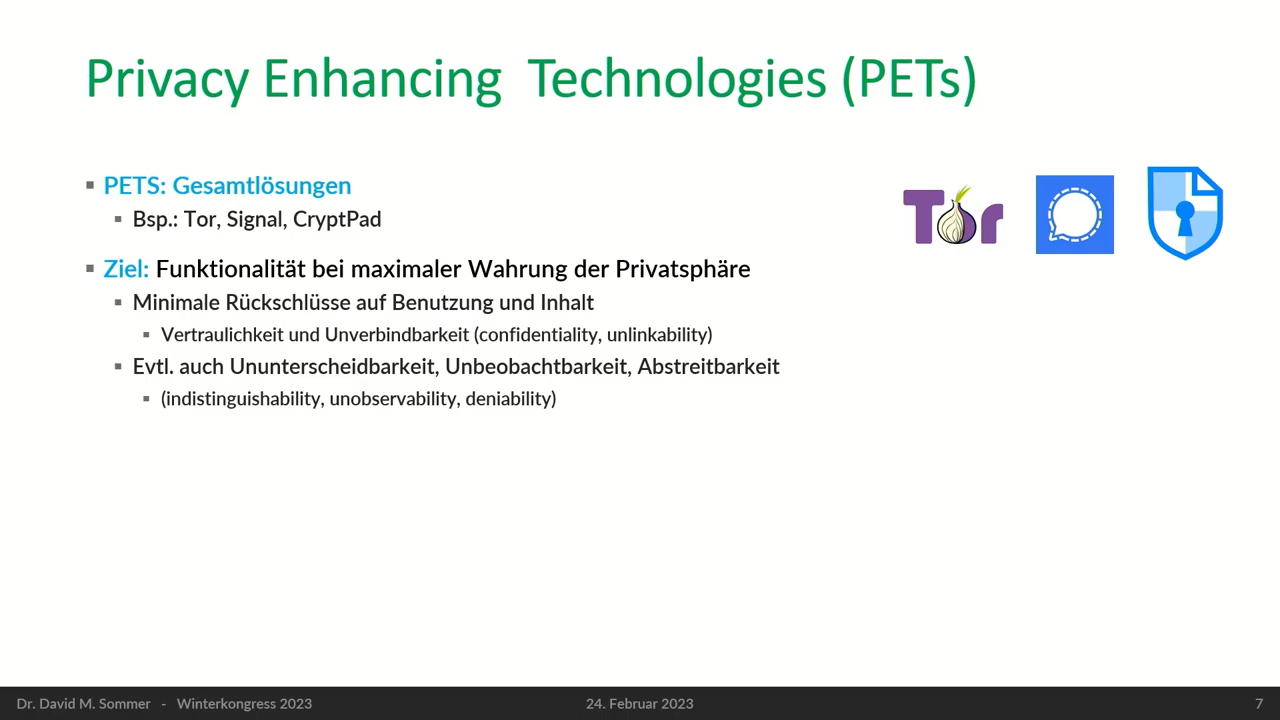 Privacy Enhancing Technologies (PETs)
PETS: Gesamtlösungen
Bsp.: Tor, Signal, CryptPad
Tor
Ziel: Funktionalität bei maximaler Wahrung der Privatsphäre
Minimale Rückschlüsse auf Benutzung und Inhalt
Vertraulichkeit und Unverbindbarkeit (confidentiality, unlinkability)
Evtl. auch Ununterscheidbarkeit, Unbeobachtbarkeit, Abstreitbarkeit
(indistinguishability, unobservability, deniability)
Dr. David M. Sommer - Winterkongress 2023
24. Februar 2023
7